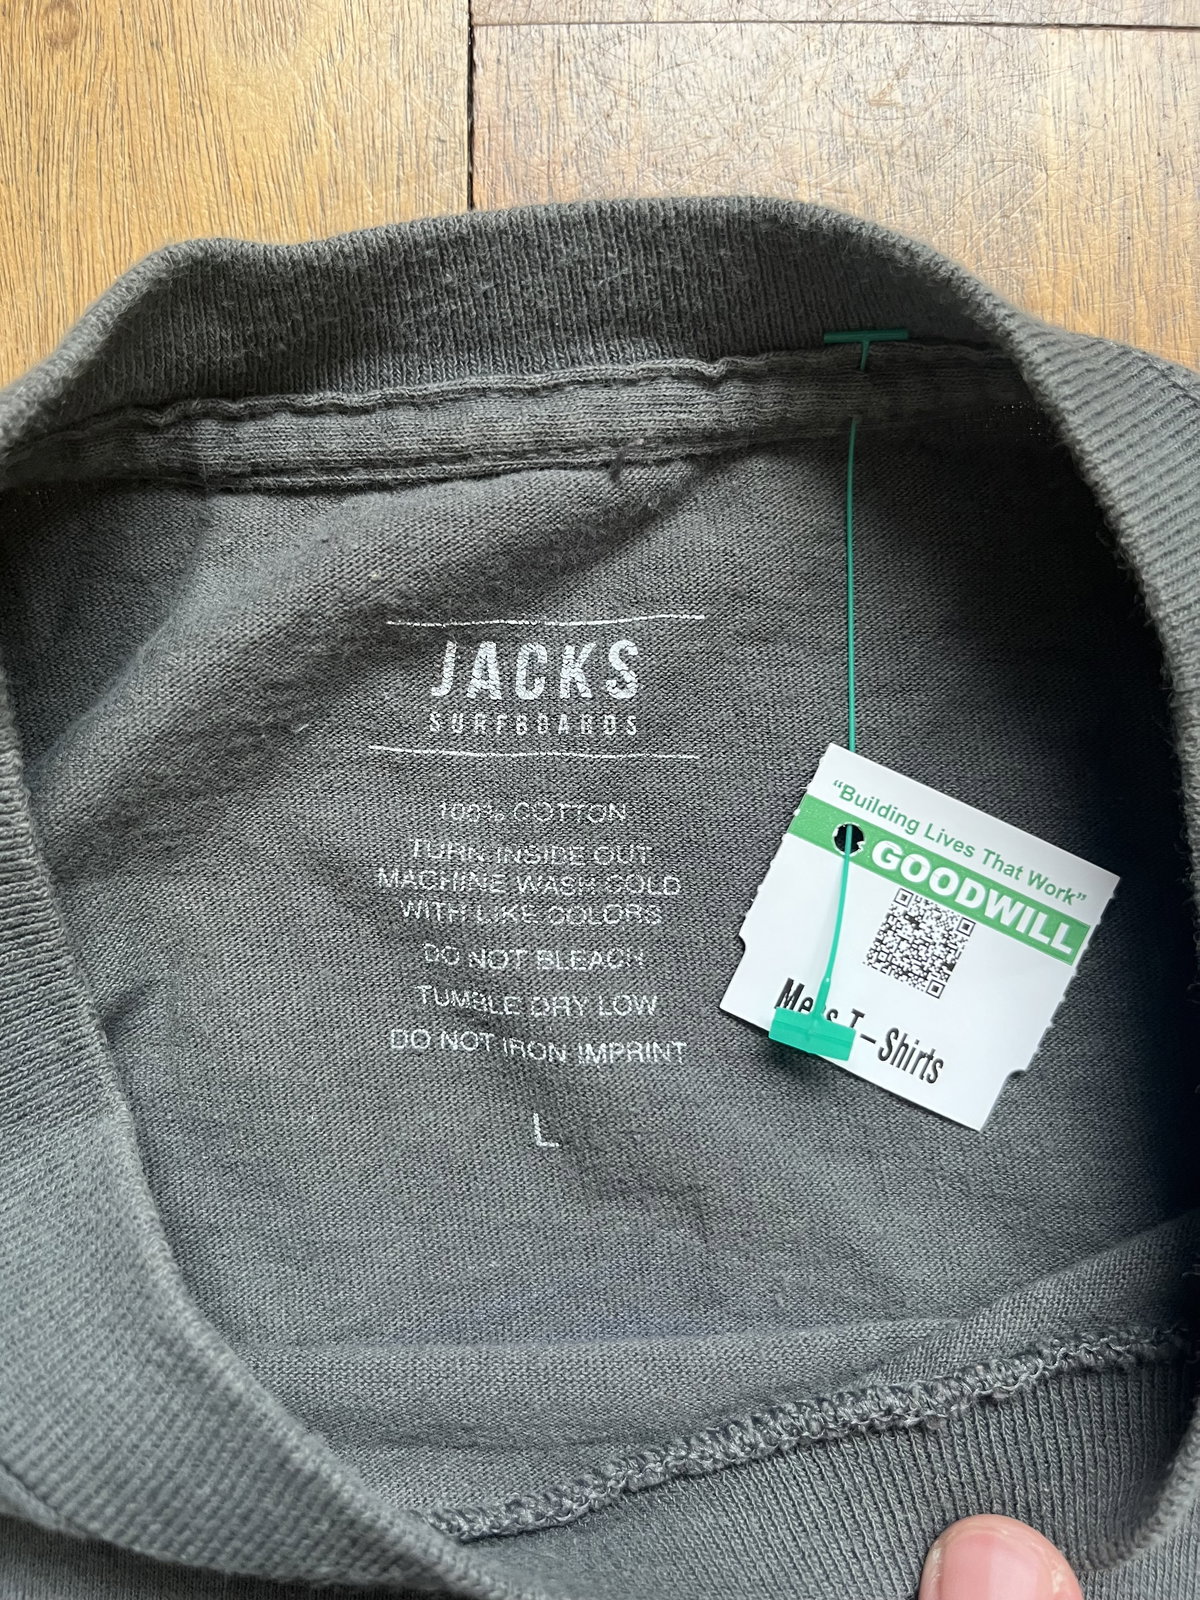 JACKS
SURFBOARDS
100% COTTON
TURN INSIDE OUT
MACHINE WASH COLD
WITH LIKE COLORS
DO NOT BLEACH
TUMBLE DRY LOW
DO NOT IRON IMPRINT
L
“Building Lives That Work”
GOODWILL
Mens T-Shirts